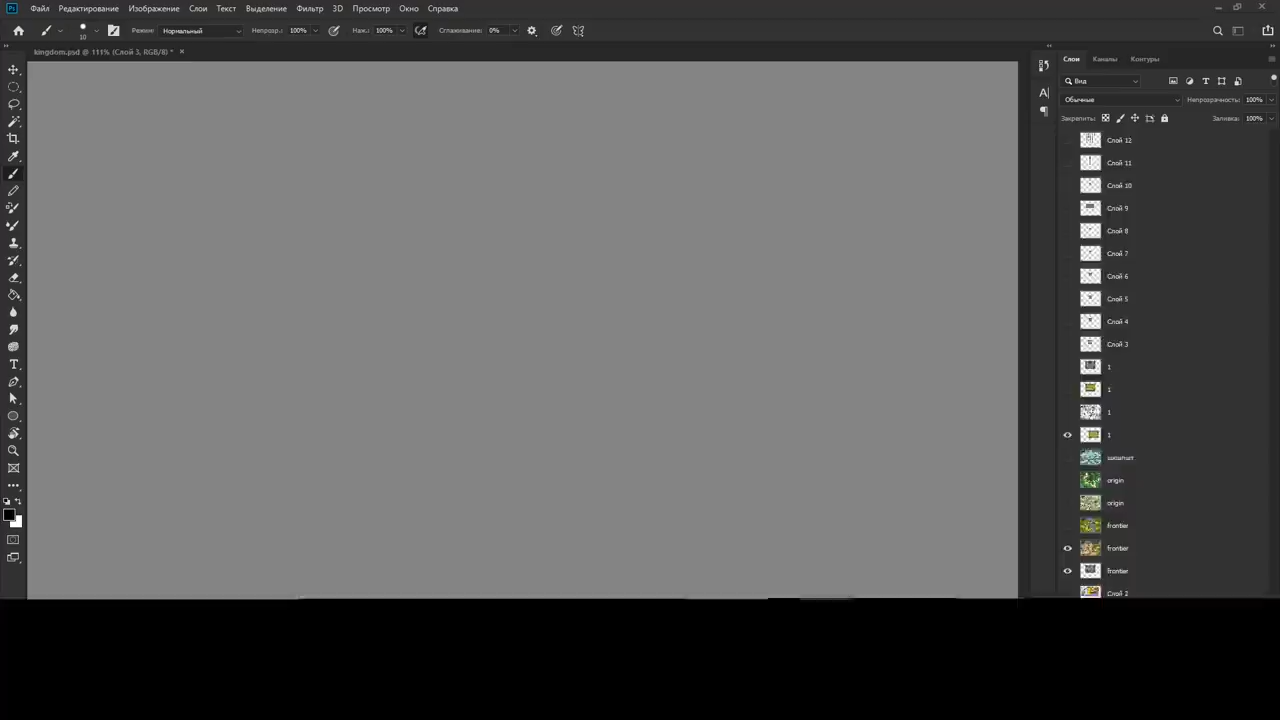 Ps Файл Редактирование Изображение Слои Текст Выделение Фильтр 3D Просмотр Окно Справка
10 Режим: Нормальный Непрозр.: 100% Наж.: 100% Сглаживание: 0%
kingdom.psd @ 111% (Слой 3, RGB/8) *
Слои Каналы Контуры
Вид
Обычные Непрозрачность: 100%
Закрепить: Заливка: 100%
Слой 12
Слой 11
Слой 10
Слой 9
Слой 8
Слой 7
Слой 6
Слой 5
Слой 4
Слой 3
1
1
1
1
origin
origin
frontier
frontier
frontier
Слой 2